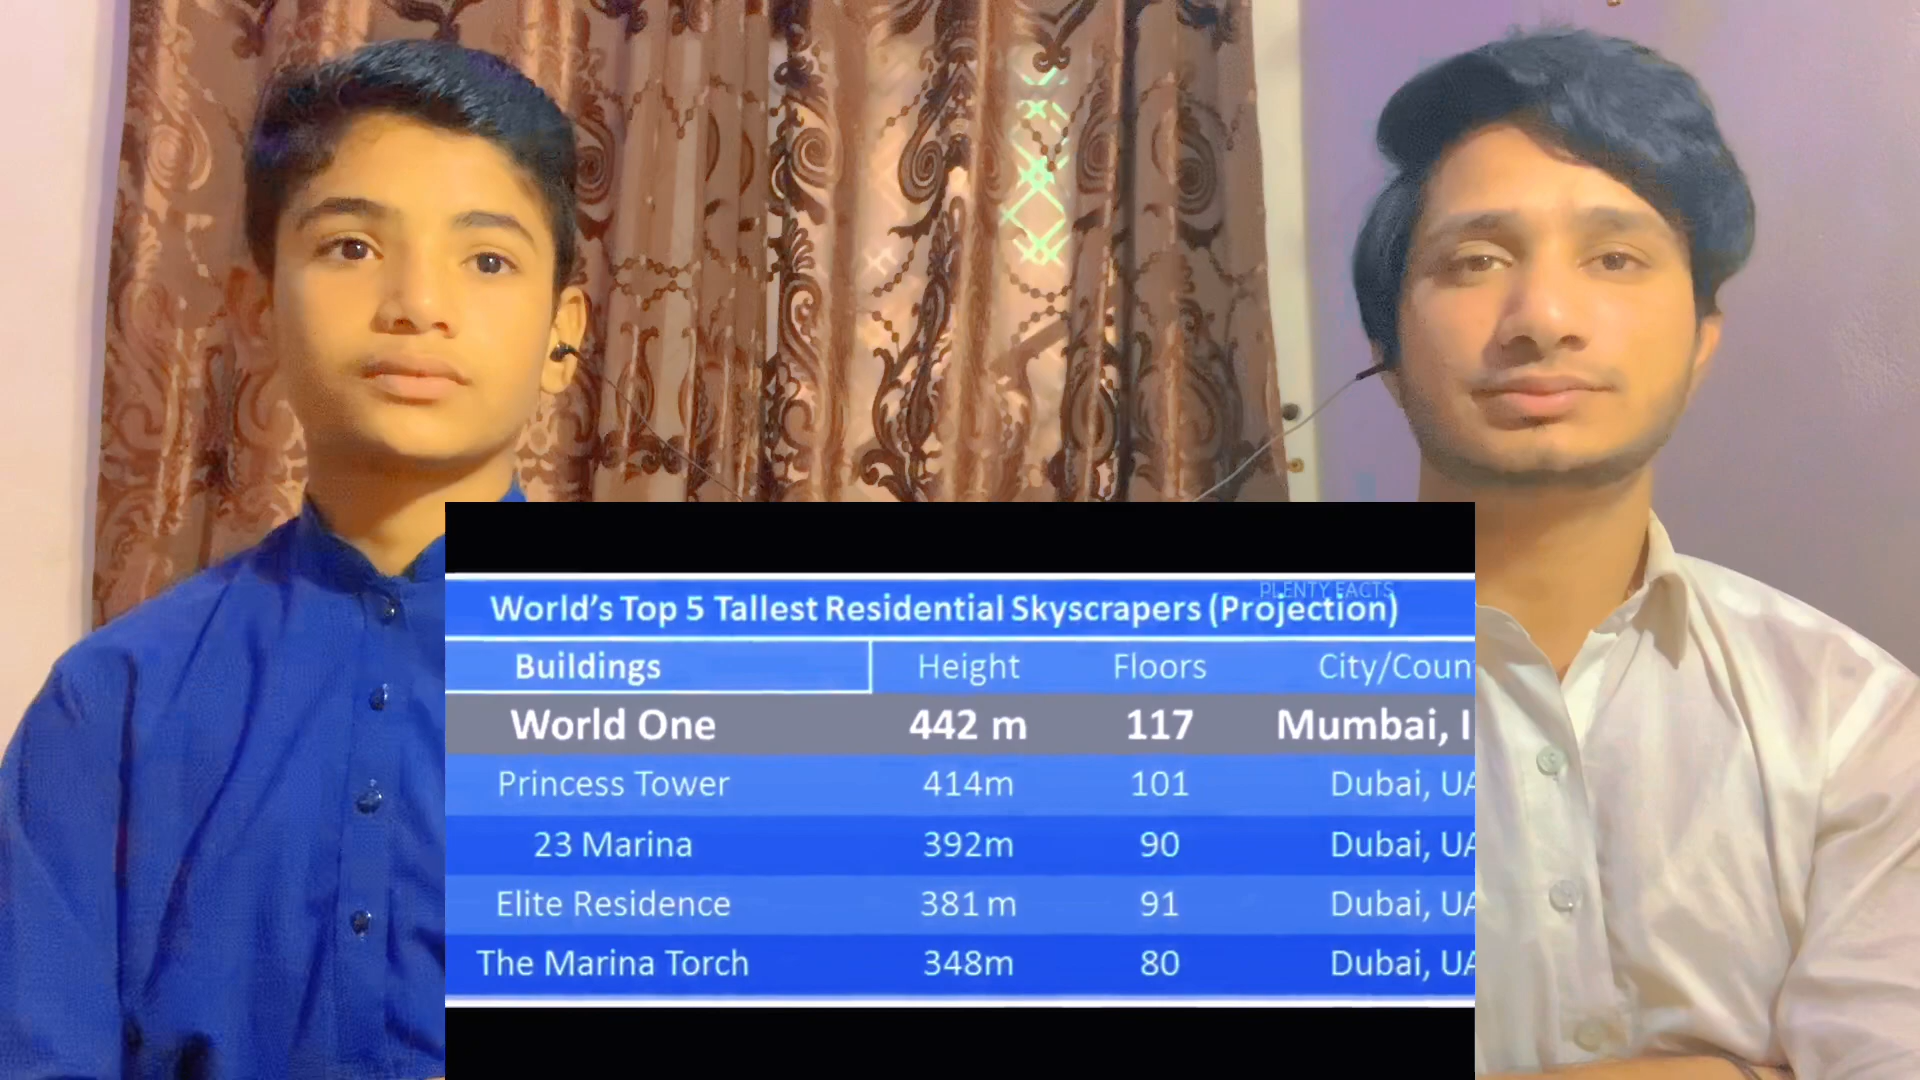 PLENTY FACTS
World's Top 5 Tallest Residential Skyscrapers (Projection)
Buildings Height Floors City/Coun
World One 442 m 117 Mumbai, I
Princess Tower 414m 101 Dubai, UA
23 Marina 392m 90 Dubai, UA
Elite Residence 381 m 91 Dubai, UA
The Marina Torch 348m 80 Dubai, UA